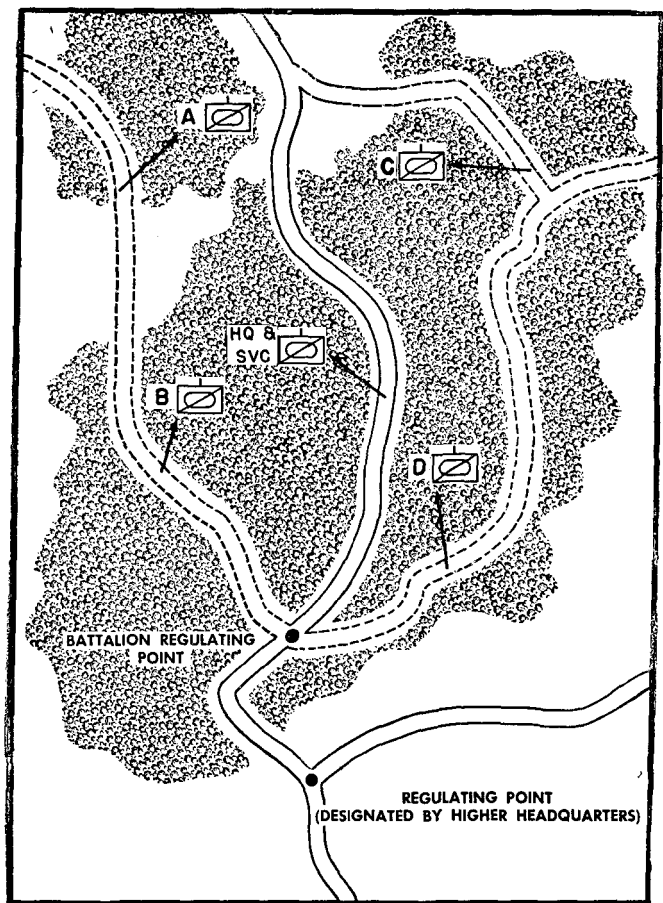 A
C
HQ &
SVC
B
D
BATTALION REGULATING
POINT
REGULATING POINT
(DESIGNATED BY HIGHER HEADQUARTERS)